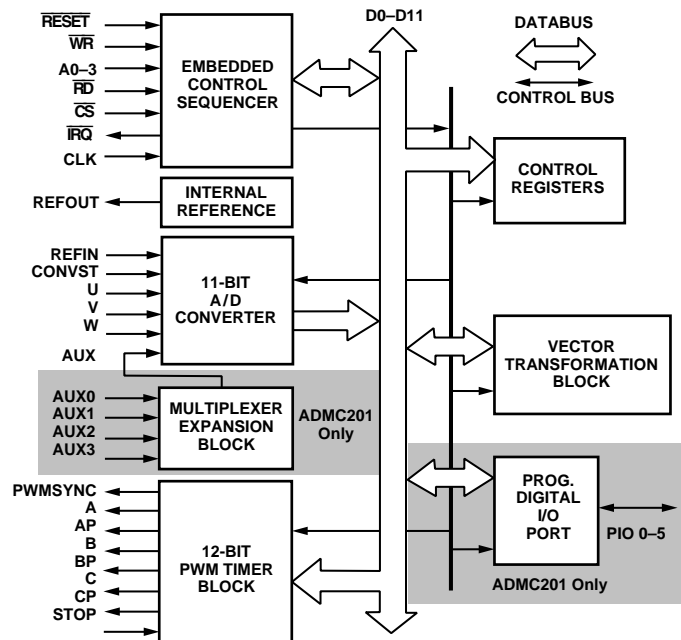 RESET
WR
A0–3
RD
CS
IRQ
CLK
EMBEDDED
CONTROL
SEQUENCER
D0–D11
DATABUS
CONTROL BUS
CONTROL
REGISTERS
REFOUT
INTERNAL
REFERENCE
REFIN
CONVST
U
V
W
AUX
11-BIT
A/D
CONVERTER
VECTOR
TRANSFORMATION
BLOCK
AUX0
AUX1
AUX2
AUX3
MULTIPLEXER
EXPANSION
BLOCK
ADMC201
Only
PWMSYNC
A
AP
B
BP
C
CP
STOP
12-BIT
PWM TIMER
BLOCK
PROG.
DIGITAL
I/O
PORT
PIO 0–5
ADMC201 Only